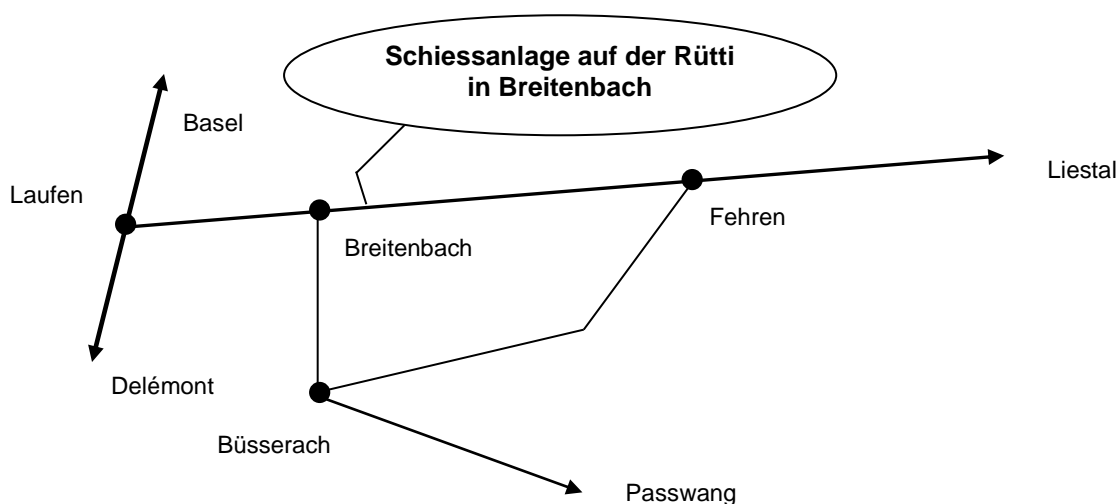 Schiessanlage auf der Rütti
in Breitenbach
Basel
Liestal
Laufen
Fehren
Breitenbach
Delémont
Büsserach
Passwang